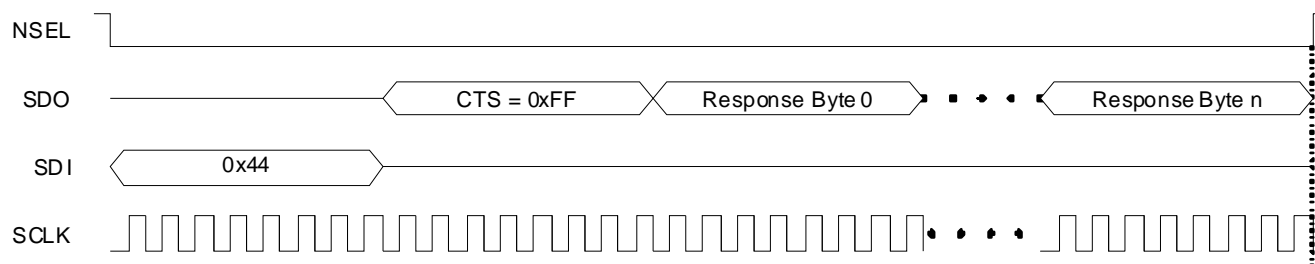 NSEL
SDO CTS = 0xFF Response Byte 0 Response Byte n
SDI 0x44
SCLK